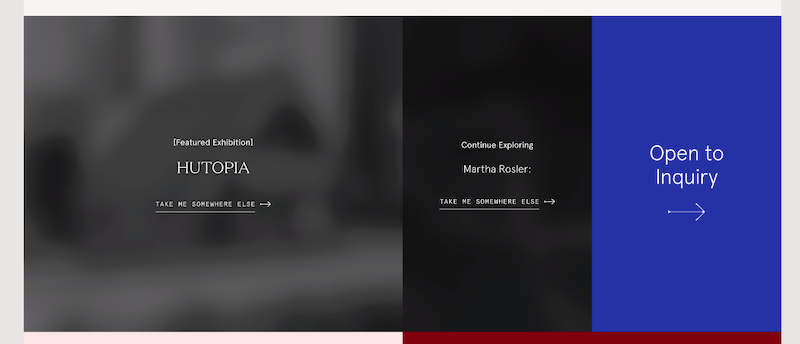 [Featured Exhibition]
HUTOPIA
TAKE ME SOMEWHERE ELSE
Continue Exploring
Martha Rosler:
TAKE ME SOMEWHERE ELSE
Open to
Inquiry